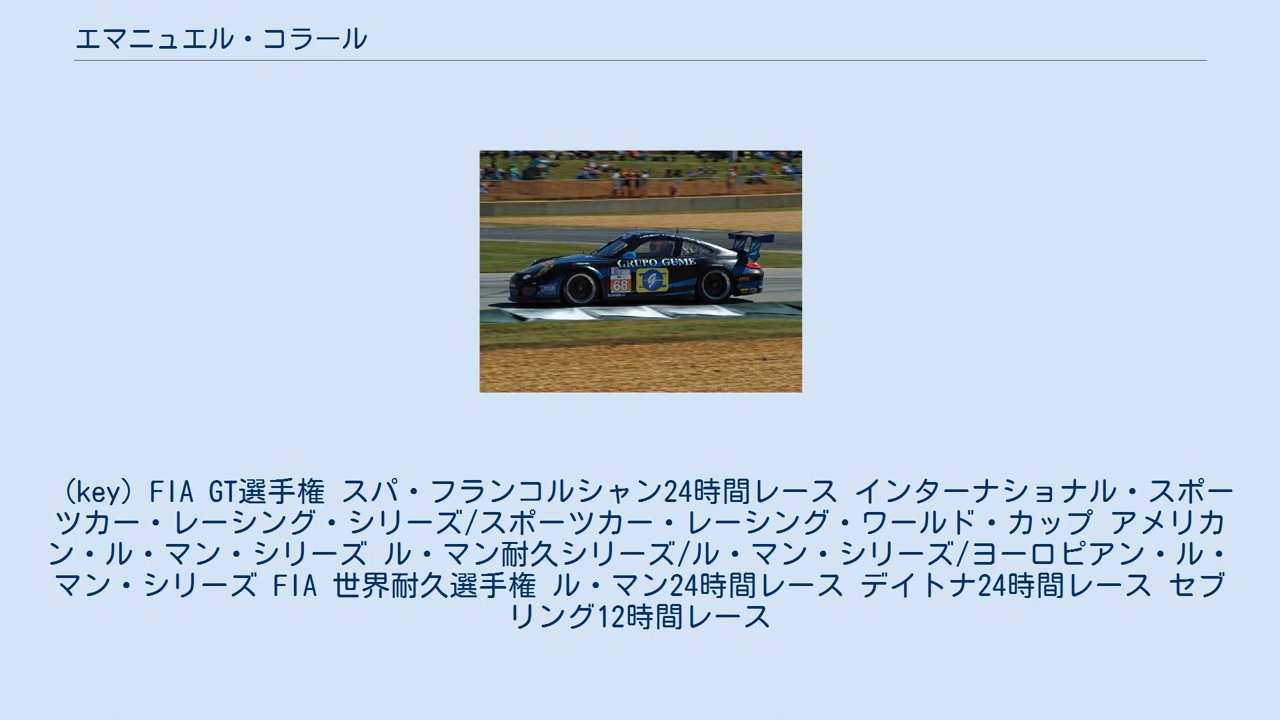 エマニュエル・コラール
GRUPO GUME
68
（key）FIA GT選手権 スパ・フランコルシャン24時間レース インターナショナル・スポー
ツカー・レーシング・シリーズ/スポーツカー・レーシング・ワールド・カップ アメリカ
ン・ル・マン・シリーズ ル・マン耐久シリーズ/ル・マン・シリーズ/ヨーロピアン・ル・
マン・シリーズ FIA 世界耐久選手権 ル・マン24時間レース デイトナ24時間レース セブ
リング12時間レース